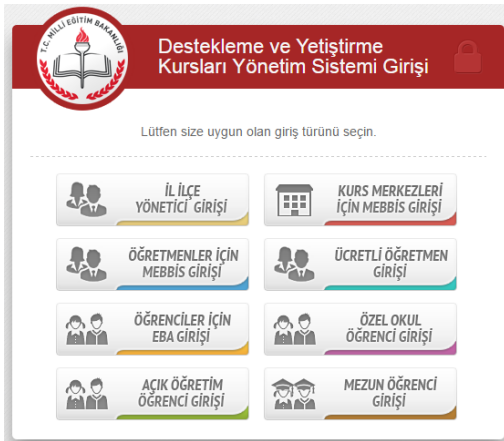 T.C. MİLLİ EĞİTİM BAKANLIĞI
Destekleme ve Yetiştirme
Kursları Yönetim Sistemi Girişi
Lütfen size uygun olan giriş türünü seçin.
İL İLÇE
YÖNETİCİ GİRİŞİ
KURS MERKEZLERİ
İÇİN MEBBİS GİRİŞİ
ÖĞRETMENLER İÇİN
MEBBİS GİRİŞİ
ÜCRETLİ ÖĞRETMEN
GİRİŞİ
ÖĞRENCİLER İÇİN
EBA GİRİŞİ
ÖZEL OKUL
ÖĞRENCİ GİRİŞİ
AÇIK ÖĞRETİM
ÖĞRENCİ GİRİŞİ
MEZUN ÖĞRENCİ
GİRİŞİ